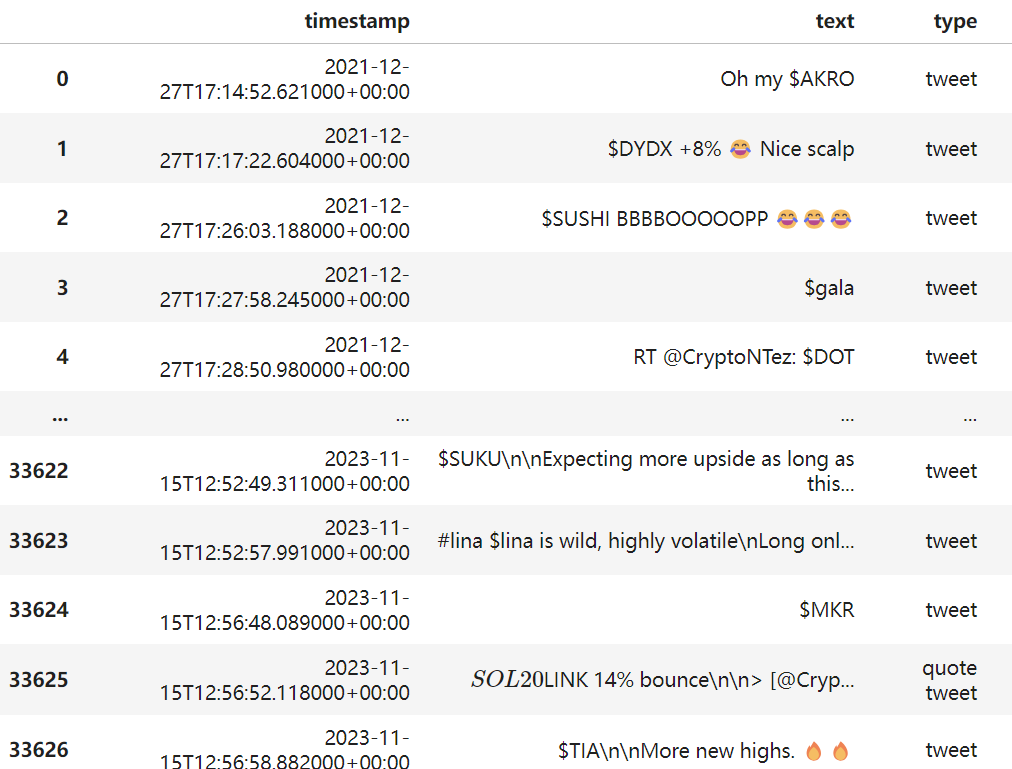 timestamp text type
2021-12-
0 27T17:14:52.621000+00:00 Oh my $AKRO tweet
2021-12-
1 27T17:17:22.604000+00:00 $DYDX +8% 😂 Nice scalp tweet
2021-12-
2 27T17:26:03.188000+00:00 $SUSHI BBBBOOOOOPP 😂😂😂 tweet
2021-12-
3 27T17:27:58.245000+00:00 $gala tweet
2021-12-
4 27T17:28:50.980000+00:00 RT @CryptoNTez: $DOT tweet
... ... ... ...
2023-11- $SUKU\n\nExpecting more upside as long as
33622 15T12:52:49.311000+00:00 this... tweet
2023-11-
33623 15T12:52:57.991000+00:00 #lina $lina is wild, highly volatile\nLong onl... tweet
2023-11-
33624 15T12:56:48.089000+00:00 $MKR tweet
2023-11- quote
33625 15T12:56:52.118000+00:00 SOL20LINK 14% bounce\n\n> [@Cryp... tweet
2023-11-
33626 15T12:56:58.882000+00:00 $TIA\n\nMore new highs. 🔥🔥 tweet